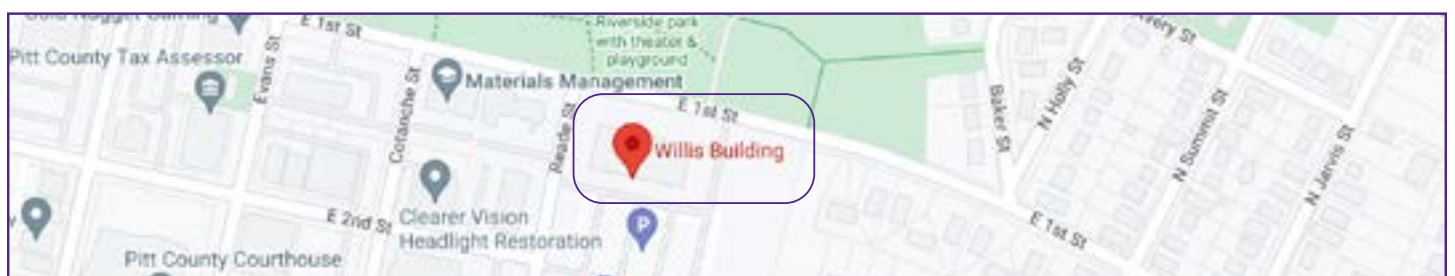 E 1st St
Riverside park
with theater &
playground
Pitt County Tax Assessor
Evans St
Cotanche St
Materials Management
Reade St
E 1st St
Willis Building
Baker St
N Holly St
N Summit St
N Jarvis St
E 2nd St
Clearer Vision
Headlight Restoration
P
E 1st St
Pitt County Courthouse